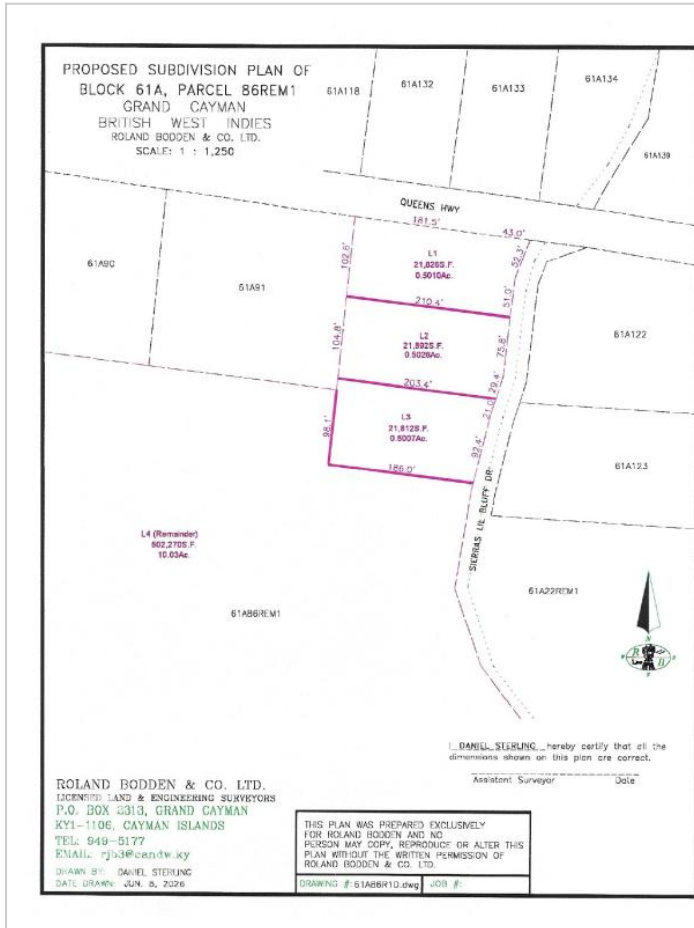 PROPOSED SUBDIVISION PLAN OF
BLOCK 61A, PARCEL 86REM1
GRAND CAYMAN
BRITISH WEST INDIES
ROLAND BODDEN & CO. LTD.
SCALE: 1 : 1,250
61A118
61A132
61A133
61A134
61A139
QUEENS HWY
181.5'
43.0'
52.3'
102.6'
L1
21,826S.F.
0.5010Ac.
51.0'
210.4'
61A90
61A91
104.8'
L2
21,892S.F.
0.5026Ac.
75.8'
61A122
203.4'
29.4'
21.0'
98.1'
L3
21,812S.F.
0.5007Ac.
92.4'
186.0'
61A123
SIERRAS LIL BLUFF DR.
L4 (Remainder)
10.03Ac.
61A86REM1
61A22REM1
N
R B
I DANIEL STERLING hereby certify that all the
dimensions shown on this plan are correct.
Assistant Surveyor Date
ROLAND BODDEN & CO. LTD.
LICENSED LAND & ENGINEERING SURVEYORS
P.O. BOX 3313, GRAND CAYMAN
KY1-1106, CAYMAN ISLANDS
TEL: 949-5177
EMAIL: rjb3@candw.ky
DRAWN BY: DANIEL STERLING
DATE DRAWN: JUN. 2026
THIS PLAN WAS PREPARED EXCLUSIVELY
FOR ROLAND BODDEN AND NO
PERSON MAY COPY, REPRODUCE OR ALTER THIS
PLAN WITHOUT THE WRITTEN PERMISSION OF
ROLAND BODDEN & CO. LTD.
DRAWING #: 61A86R1D.dwg JOB #: